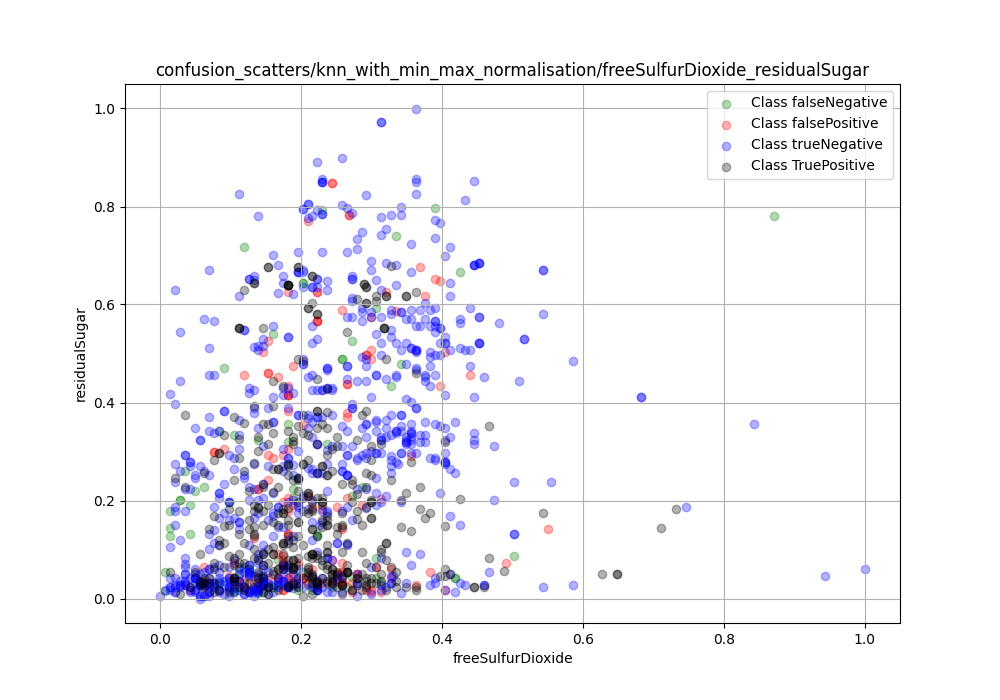 confusion_scatters/knn_with_min_max_normalisation/freeSulfurDioxide_residualSugar
Class falseNegative
Class falsePositive
Class trueNegative
Class TruePositive
1.0
0.8
0.6
0.4
0.2
0.0
residualSugar
0.0 0.2 0.4 0.6 0.8 1.0
freeSulfurDioxide